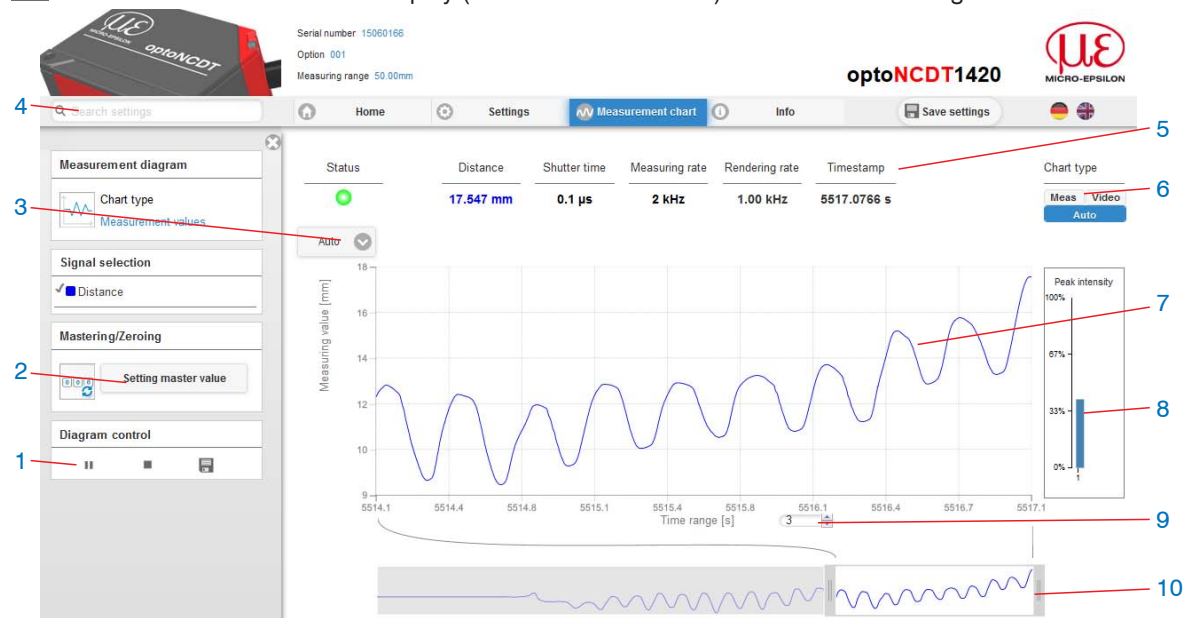 MICRO-EPSILON optoNCDT
Serial number 15060166
Option 001
Measuring range 50.00mm
optoNCDT1420
MICRO-EPSILON
4
Search settings
Home
Settings
Measurement chart
Info
Save settings
5
Measurement diagram
Chart type
Measurement values
3
Status
Distance
Shutter time
Measuring rate
Rendering rate
Timestamp
Chart type
17.547 mm
0.1 µs
2 kHz
1.00 kHz
5517.0766 s
Meas
Video
Auto
6
Auto
Signal selection
Distance
Mastering/Zeroing
2
0 0 0
Setting master value
Diagram control
1
Measuring value [mm]
18
16
14
12
10
9
5514.1
5514.4
5514.8
5515.1
5515.4
5515.8
5516.1
5516.4
5516.7
5517.1
Time range [s]
3
Peak intensity
100%
67%
33%
0%
1
7
8
9
10